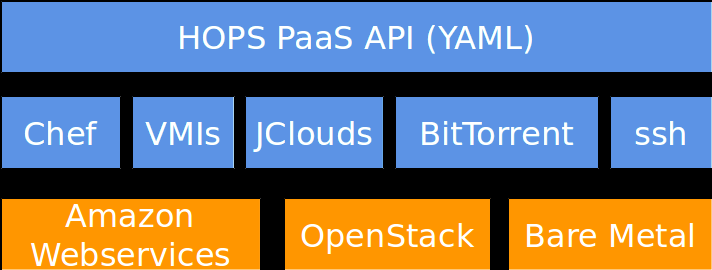 HOPS PaaS API (YAML)
Chef VMIs JClouds BitTorrent ssh
Amazon
Webservices
OpenStack
Bare Metal